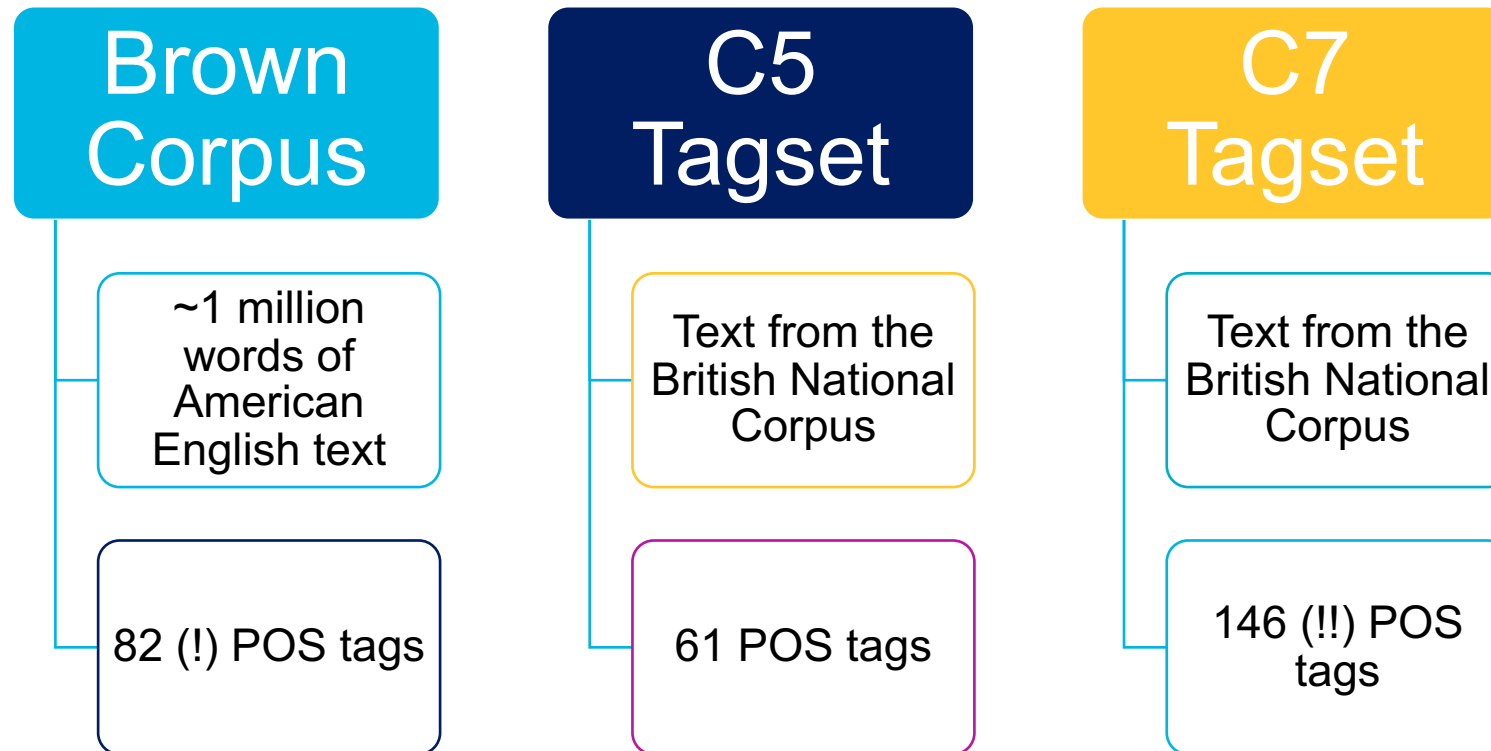 Brown
Corpus
~1 million
words of
American
English text
82 (!) POS tags
C5
Tagset
Text from the
British National
Corpus
61 POS tags
C7
Tagset
Text from the
British National
Corpus
146 (!!) POS
tags